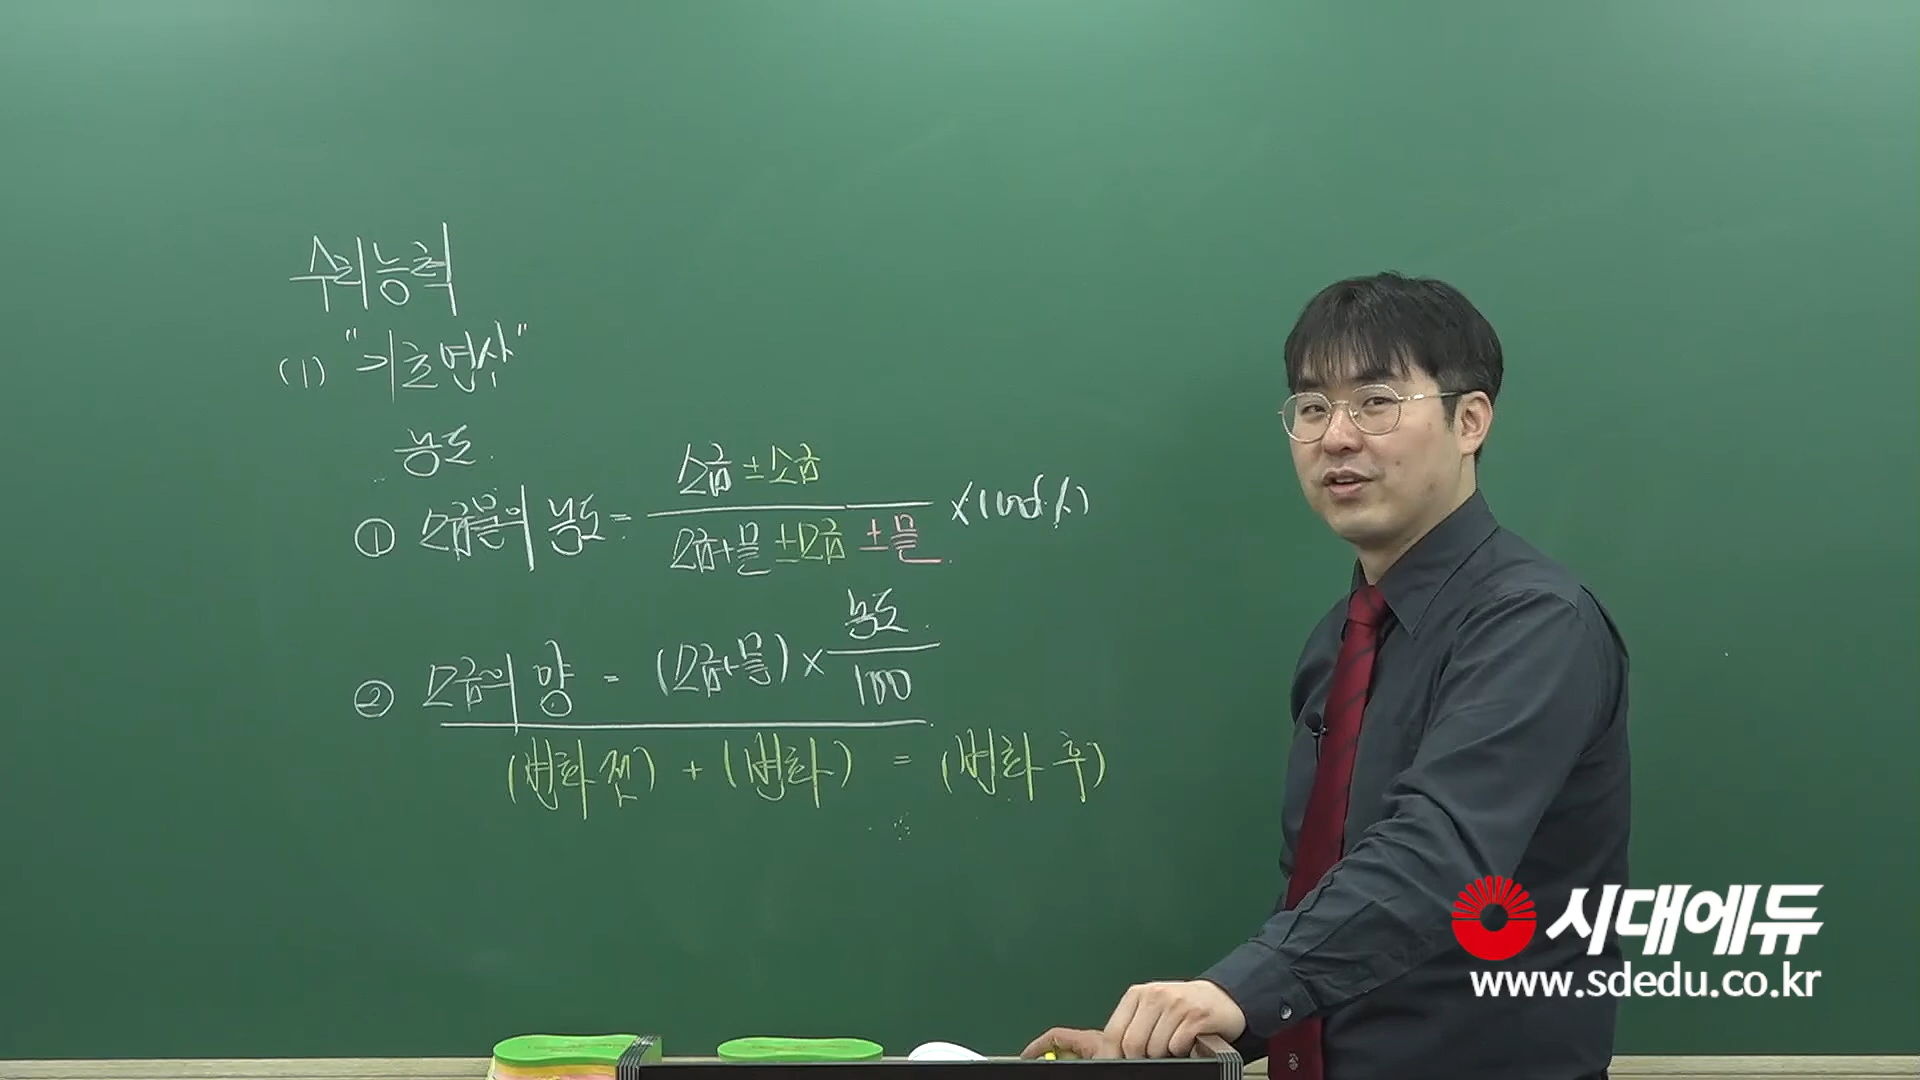 수리능력
(1) "기초연산"
농도
① 소금물의 농도 = 소금 ± 소금 / 소금+물 ± 소금 ± 물 × 100(%)
② 소금의 양 = (소금+물) × 농도 / 100
(변화 전) + (변화) = (변화 후)
시대에듀
www.sdedu.co.kr